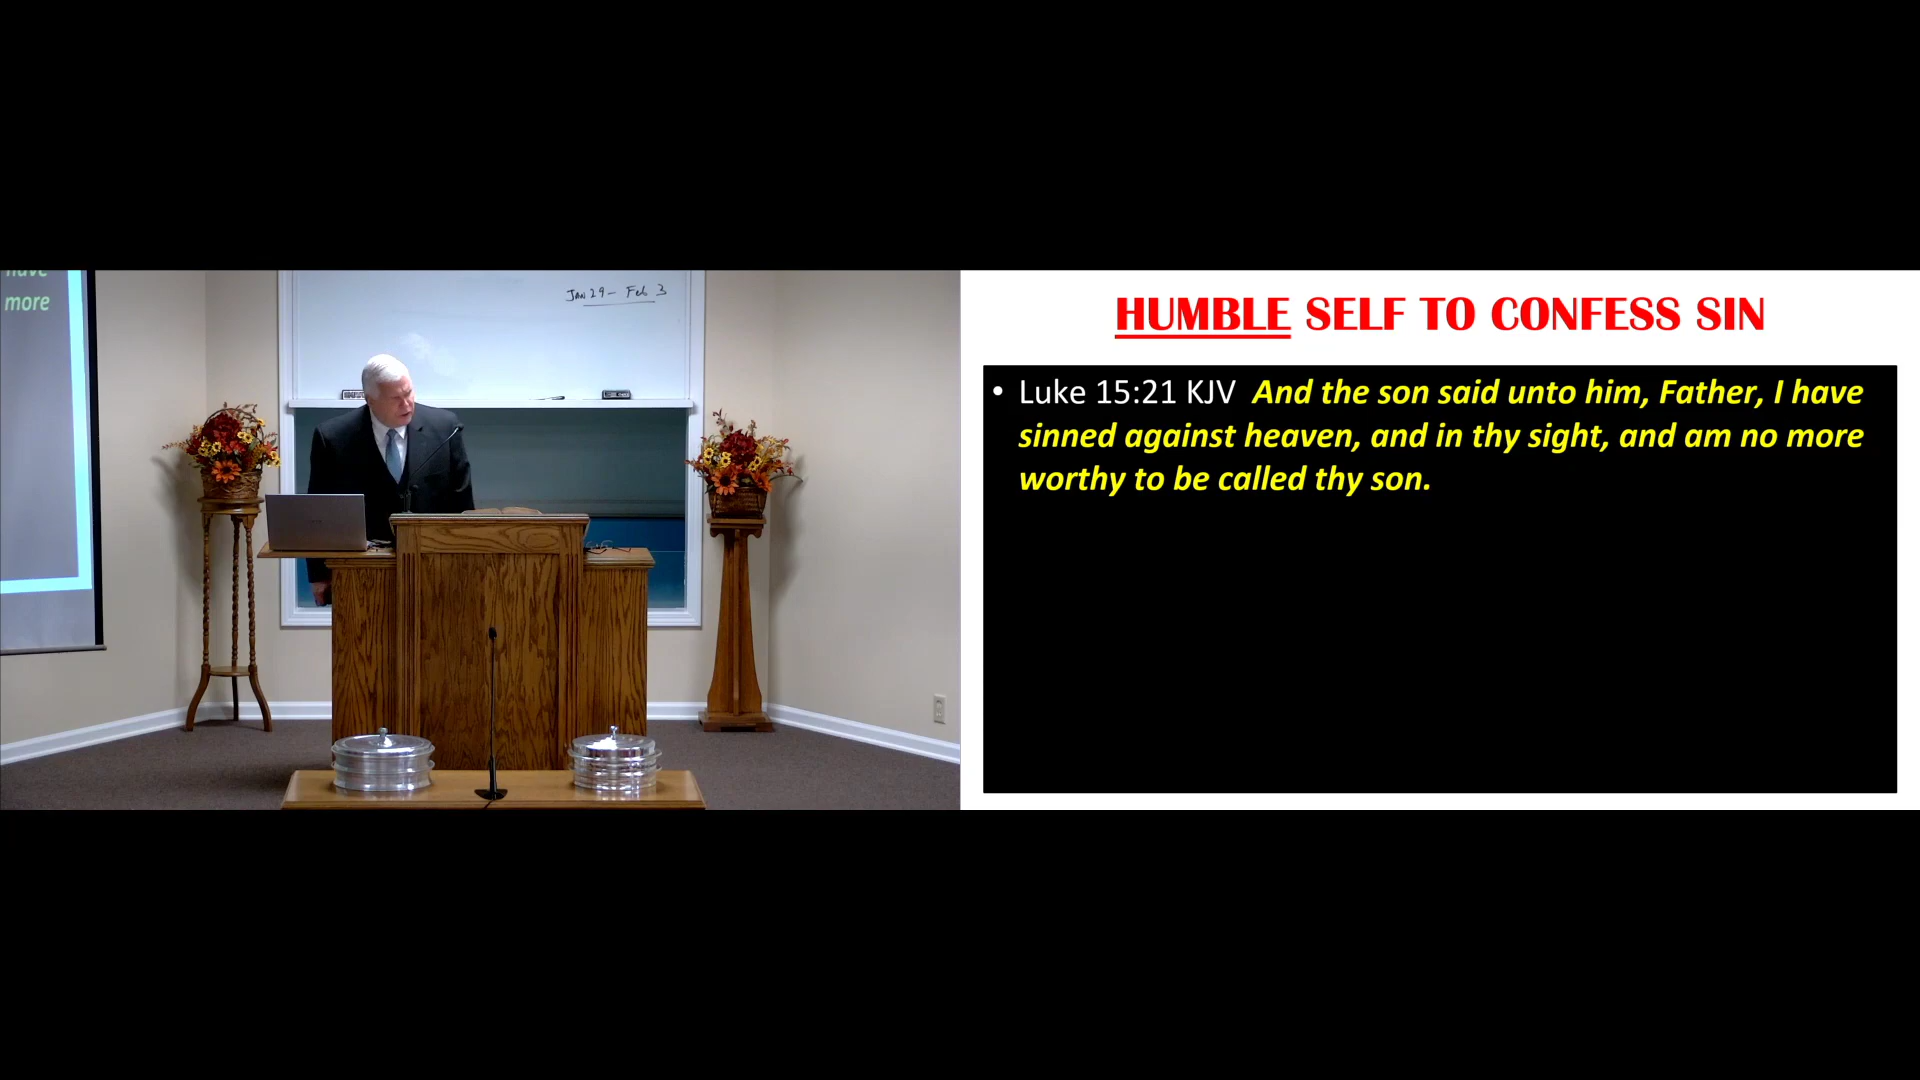 have
more
Jan 29 - Feb 3
HUMBLE SELF TO CONFESS SIN
• Luke 15:21 KJV And the son said unto him, Father, I have
sinned against heaven, and in thy sight, and am no more
worthy to be called thy son.